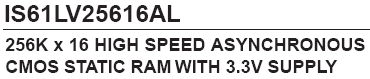 IS61LV25616AL
256K x 16 HIGH SPEED ASYNCHRONOUS
CMOS STATIC RAM WITH 3.3V SUPPLY